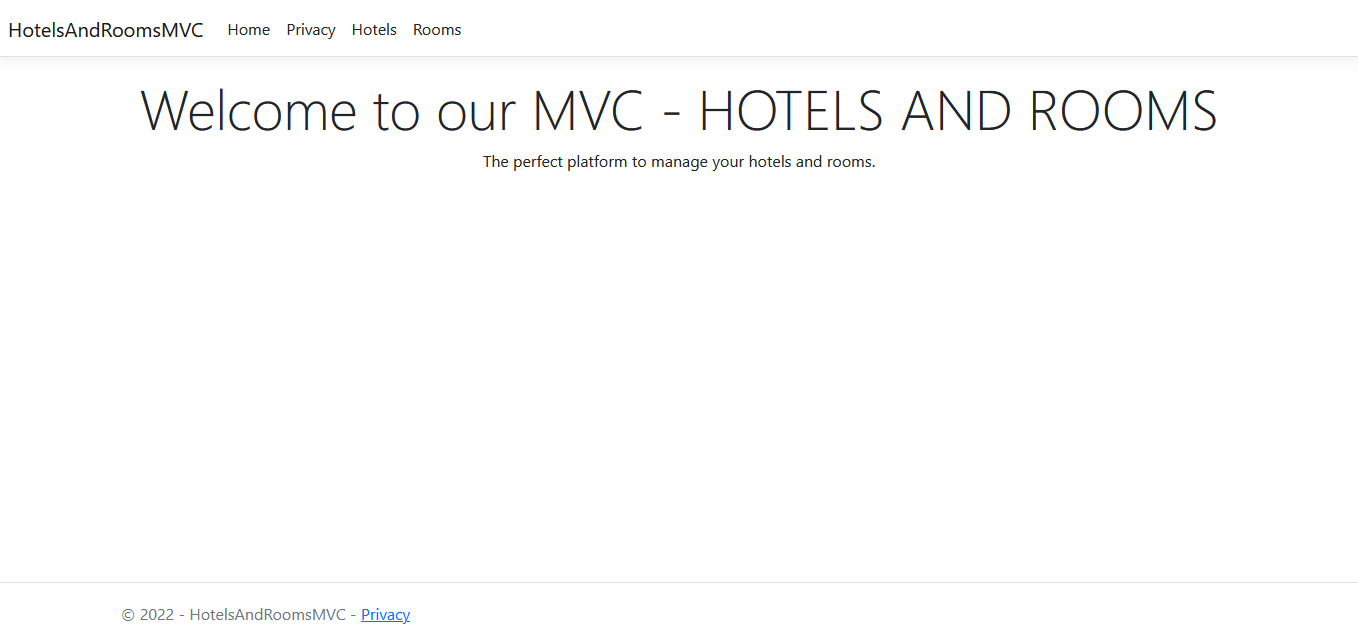 HotelsAndRoomsMVC Home Privacy Hotels Rooms
Welcome to our MVC - HOTELS AND ROOMS
The perfect platform to manage your hotels and rooms.
© 2022 - HotelsAndRoomsMVC - Privacy